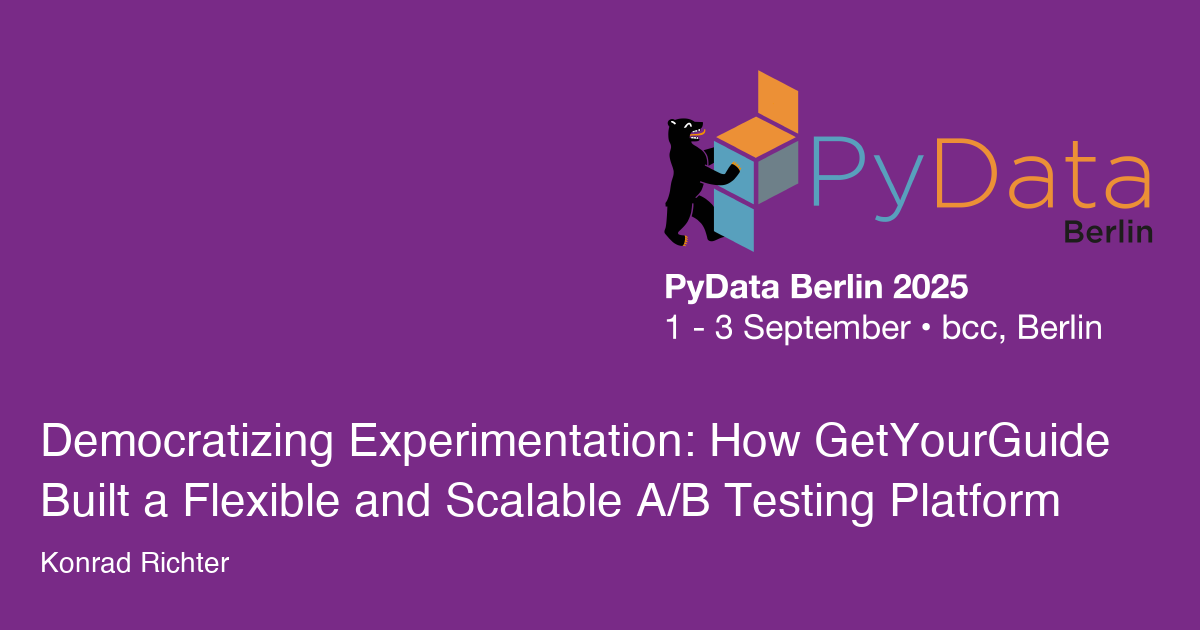 PyData
Berlin
PyData Berlin 2025
1 - 3 September • bcc, Berlin
Democratizing Experimentation: How GetYourGuide
Built a Flexible and Scalable A/B Testing Platform
Konrad Richter